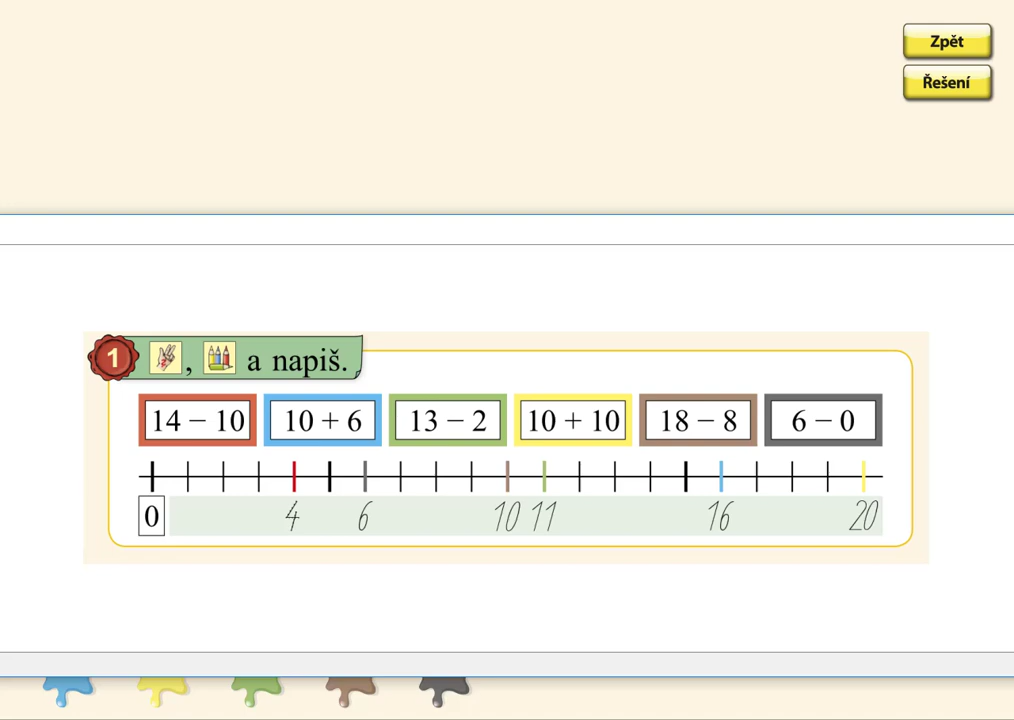 Zpět
Řešení
1 , a napiš.
14 − 10 10 + 6 13 − 2 10 + 10 18 − 8 6 − 0
0 4 6 10 11 16 20